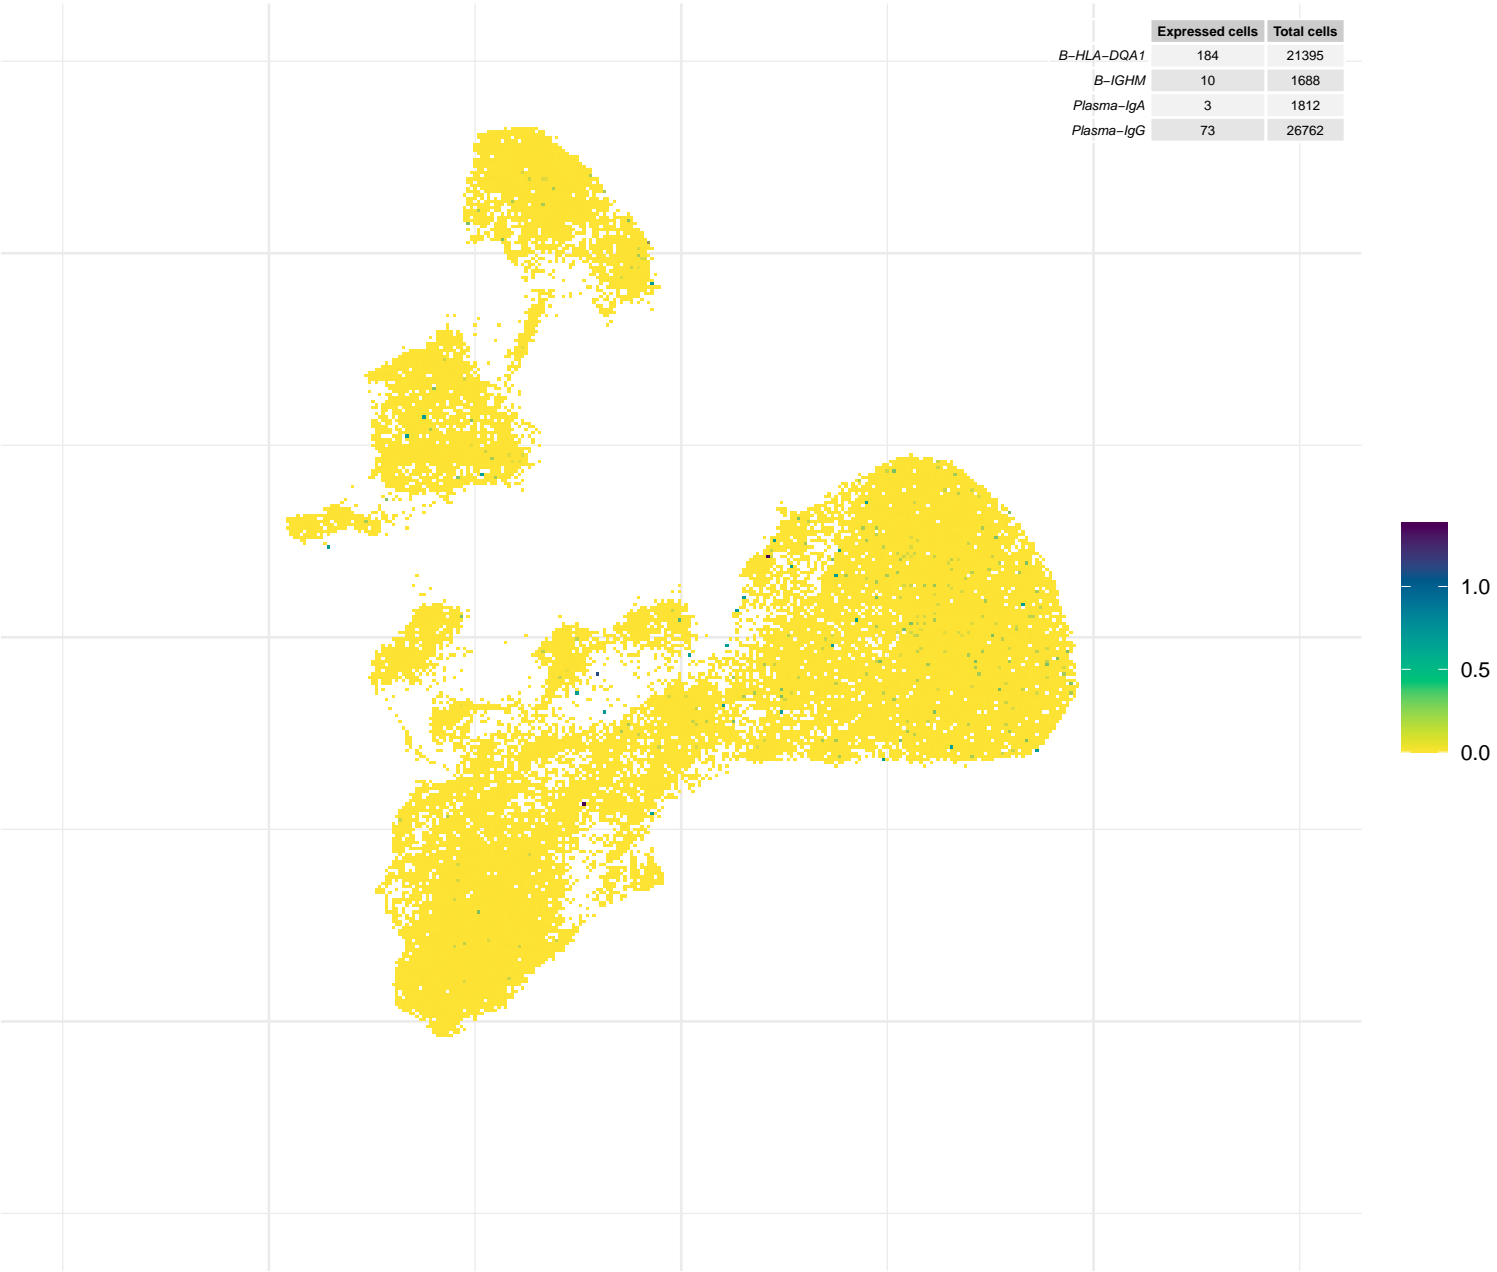 Expressed cells Total cells
B−HLA−DQA1 184 21395
B−IGHM 10 1688
Plasma−IgA 3 1812
Plasma−IgG 73 26762
1.0
0.5
0.0